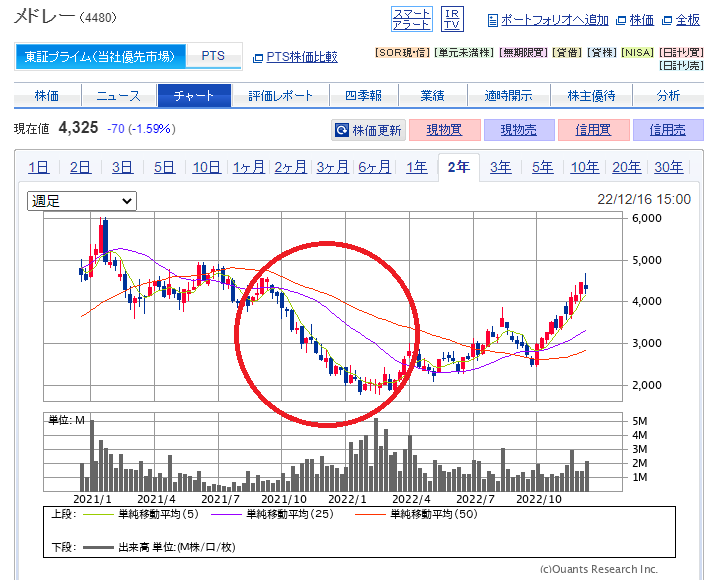 メドレー (4480)
スマートアラート
IR TV
ポートフォリオへ追加 株価 全板
東証プライム(当社優先市場) PTS PTS株価比較
[SOR現・信] [単元未満株] [無期限買] [貸借] [貸株] [NISA] [日計り買]
[日計り売]
株価 ニュース チャート 評価レポート 四季報 業績 適時開示 株主優待 分析
現在値 4,325 -70 (-1.59%) 株価更新 現物買 現物売 信用買 信用売
1日 2日 3日 5日 10日 1ヶ月 2ヶ月 3ヶ月 6ヶ月 1年 2年 3年 5年 10年 20年 30年
週足 22/12/16 15:00
6,000
5,000
4,000
3,000
2,000
単位: M
5M
4M
3M
2M
1M
2021/1 2021/4 2021/7 2021/10 2022/1 2022/4 2022/7 2022/10
上段: 単純移動平均(5) 単純移動平均(25) 単純移動平均(50)
下段: 出来高 単位:(M株/口/枚)
(c)Quants Research Inc.